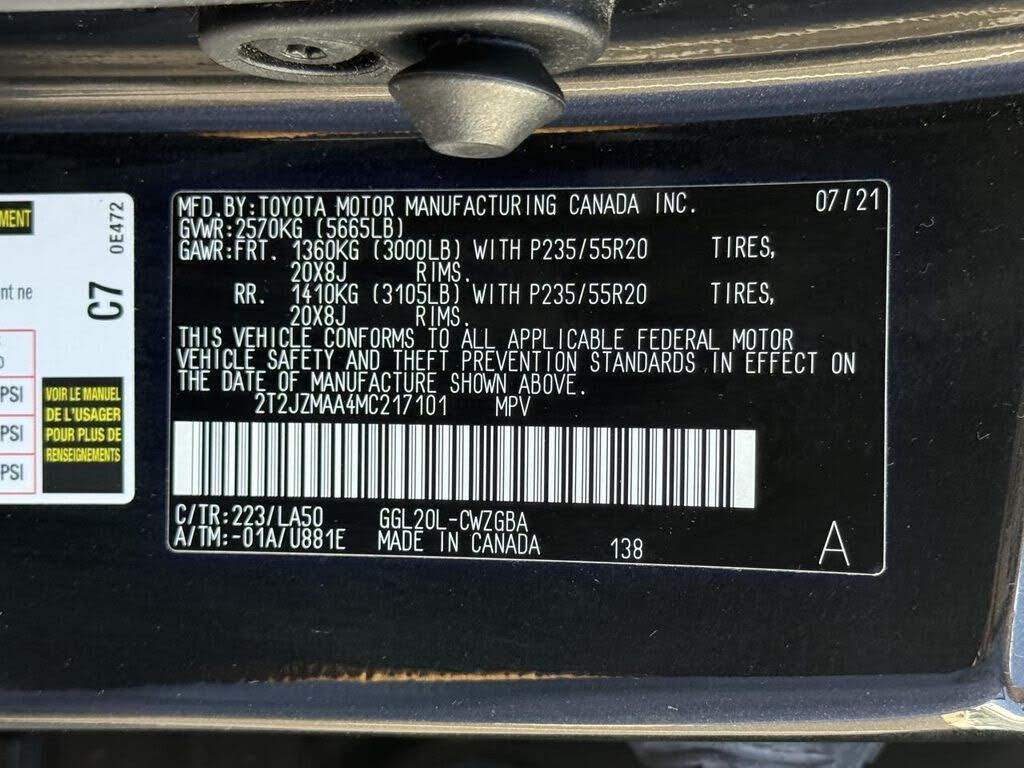 MFD.BY:TOYOTA MOTOR MANUFACTURING CANADA INC. 07/21
GVWR:2570KG (5665LB)
GAWR:FRT. 1360KG (3000LB) WITH P235/55R20 TIRES,
20X8J RIMS.
RR. 1410KG (3105LB) WITH P235/55R20 TIRES,
20X8J RIMS.
THIS VEHICLE CONFORMS TO ALL APPLICABLE FEDERAL MOTOR
VEHICLE SAFETY AND THEFT PREVENTION STANDARDS IN EFFECT ON
THE DATE OF MANUFACTURE SHOWN ABOVE.
2T2JZMAA4MC217101 MPV
C/TR:223/LA50 GGL20L-CWZGBA
A/TM:-01A/U881E MADE IN CANADA 138 A
MENT
nt ne
0E472
C7
PSI
PSI
PSI
VOIR LE MANUEL
DE L'USAGER
POUR PLUS DE
RENSEIGNEMENTS